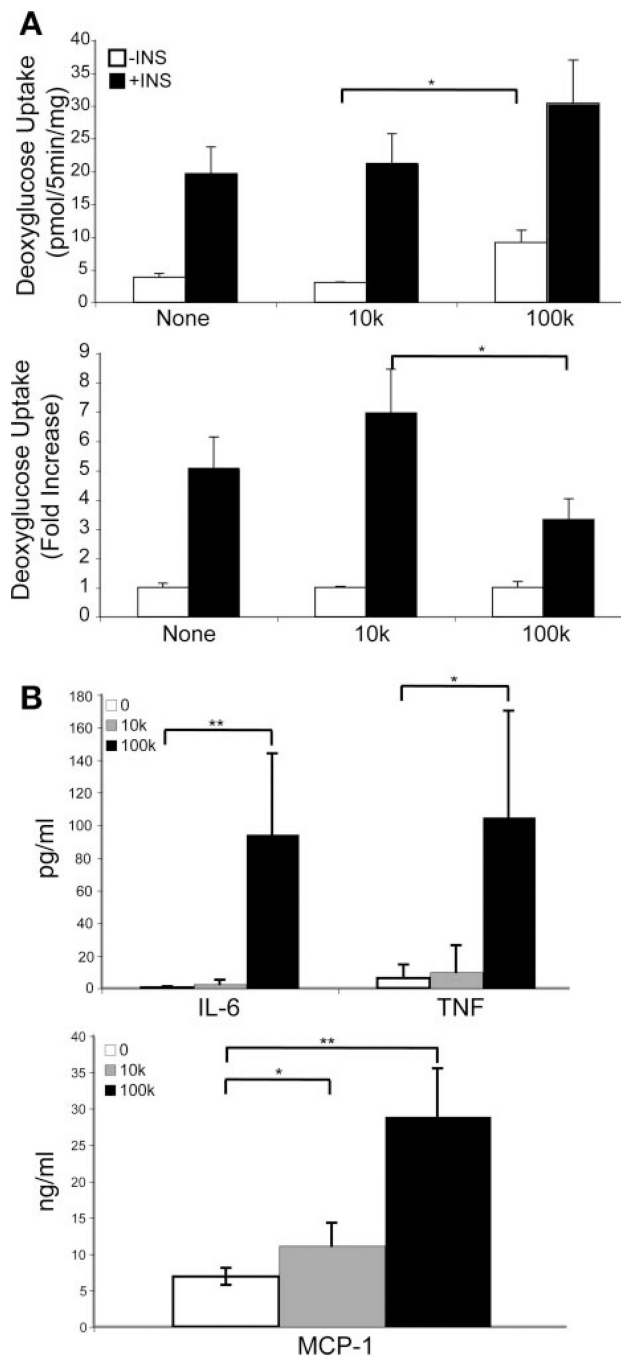 A
Deoxyglucose Uptake
(pmol/5min/mg)
40
35
30
25
20
15
10
5
0
-INS
+INS
*
None 10k 100k
Deoxyglucose Uptake
(Fold Increase)
9
8
7
6
5
4
3
2
1
0
*
None 10k 100k
B
pg/ml
180
160
140
120
100
80
60
40
20
0
0
10k
100k
**
*
IL-6 TNF
ng/ml
40
35
30
25
20
15
10
5
0
0
10k
100k
**
*
MCP-1